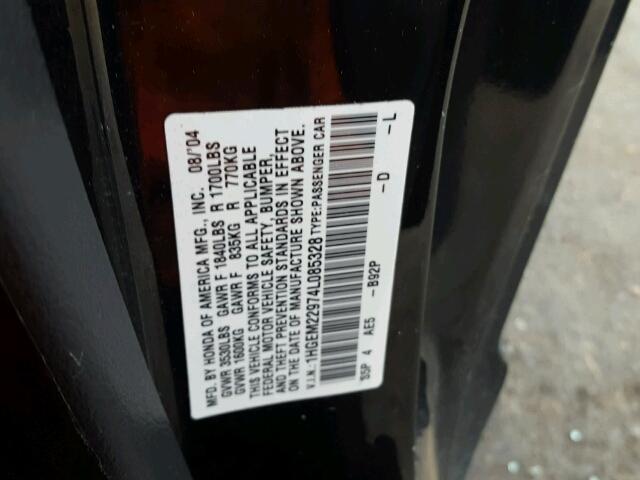 MFD. BY HONDA OF AMERICA MFG., INC. 08/'04
GVWR 3530LBS GAWR F 1840LBS R 1700LBS
GVWR 1600KG GAWR F 835KG R 770KG
THIS VEHICLE CONFORMS TO ALL APPLICABLE
FEDERAL MOTOR VEHICLE SAFETY, BUMPER,
AND THEFT PREVENTION STANDARDS IN EFFECT
ON THE DATE OF MANUFACTURE SHOWN ABOVE.
V.I.N.: 1HGEM22974L085328 TYPE:PASSENGER CAR
S5P 4 AE5 -B92P -D -L